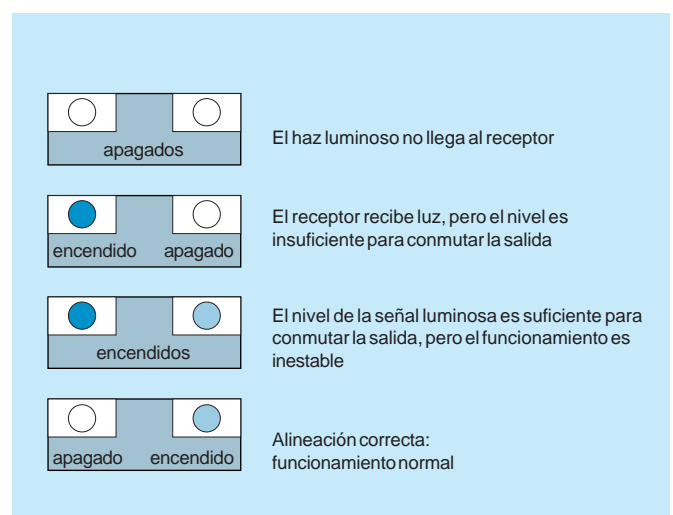 apagados
El haz luminoso no llega al receptor
encendido apagado
El receptor recibe luz, pero el nivel es
insuficiente para conmutar la salida
encendidos
El nivel de la señal luminosa es suficiente para
conmutar la salida, pero el funcionamiento es
inestable
apagado encendido
Alineación correcta:
funcionamiento normal